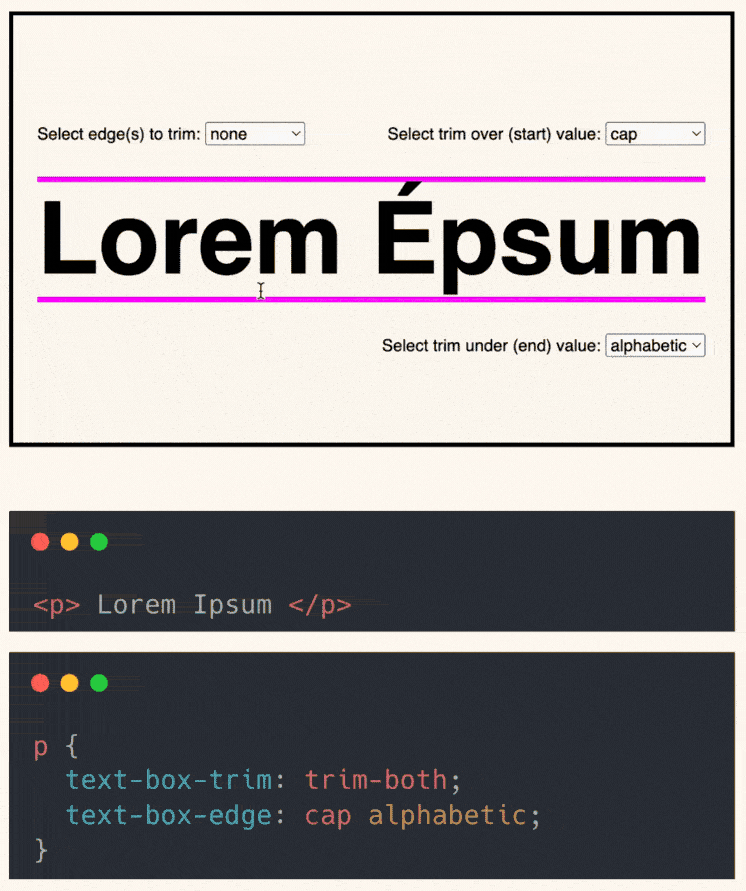 Select edge(s) to trim: none
Select trim over (start) value: cap
Lorem Épsum
Select trim under (end) value: alphabetic
<p> Lorem Ipsum </p>
p {
  text-box-trim: trim-both;
  text-box-edge: cap alphabetic;
}